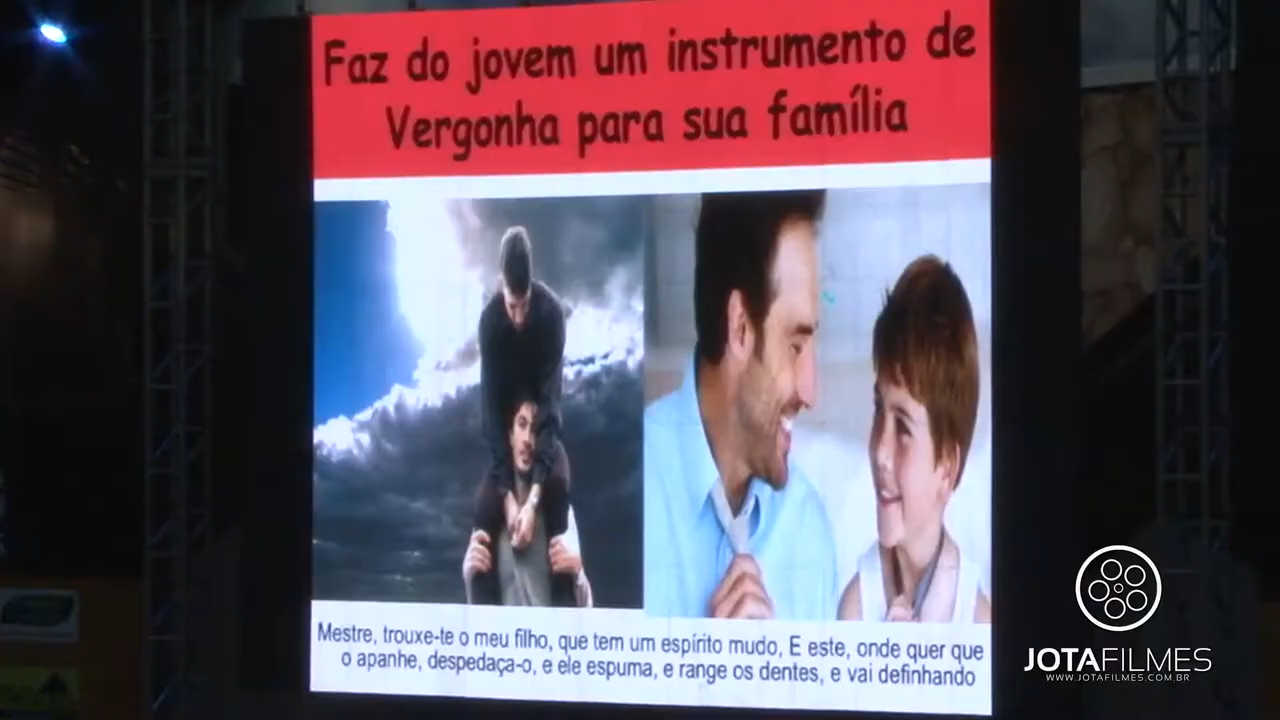 Faz do jovem um instrumento de
Vergonha para sua família
Mestre, trouxe-te o meu filho, que tem um espírito mudo, E este, onde quer que
o apanhe, despedaça-o, e ele espuma, e range os dentes, e vai definhando
JOTAFILMES
WWW.JOTAFILMES.COM.BR